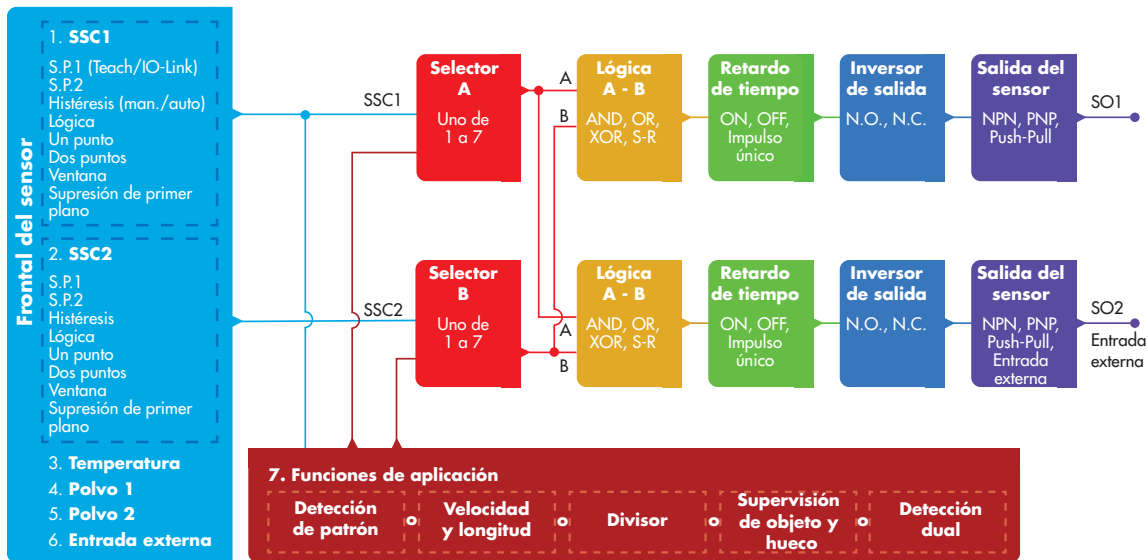 Frontal del sensor
1. SSC1
S.P.1 (Teach/IO-Link)
S.P.2
Histéresis (man./auto)
Lógica
Un punto
Dos puntos
Ventana
Supresión de primer
plano
2. SSC2
S.P.1
S.P.2
Histéresis
Lógica
Un punto
Dos puntos
Ventana
Supresión de primer
plano
3. Temperatura
4. Polvo 1
5. Polvo 2
6. Entrada externa
SSC1
Selector
A
Uno de
1 a 7
A
B
Lógica
A - B
AND, OR,
XOR, S-R
Retardo
de tiempo
ON, OFF,
Impulso
único
Inversor
de salida
N.O., N.C.
Salida del
sensor
NPN, PNP,
Push-Pull
SO1
SSC2
Selector
B
Uno de
1 a 7
A
B
Lógica
A - B
AND, OR,
XOR, S-R
Retardo
de tiempo
ON, OFF,
Impulso
único
Inversor
de salida
N.O., N.C.
Salida del
sensor
NPN, PNP,
Push-Pull,
Entrada
externa
SO2
Entrada
externa
7. Funciones de aplicación
Detección
de patrón
o
Velocidad
y longitud
o
Divisor
o
Supervisión
de objeto y
hueco
o
Detección
dual